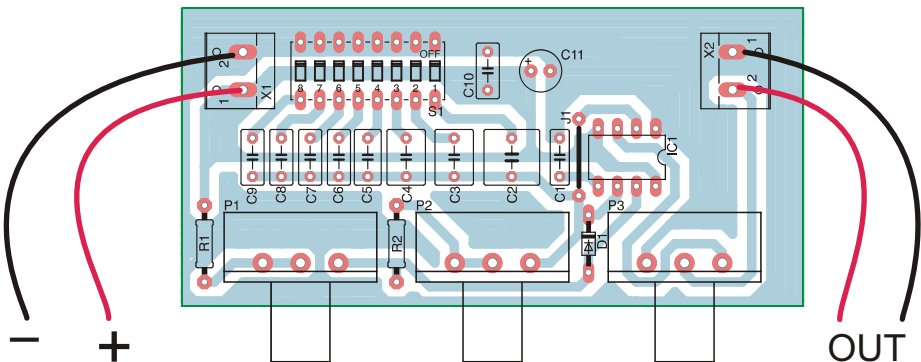 OFF
8 7 6 5 4 3 2 1
S1
C10
+
C11
2
1
X1
X2
1
2
J1
IC1
C9
C8
C7
C6
C5
C4
C3
C2
C1
P1
P2
P3
R1
R2
D1
−
+
OUT